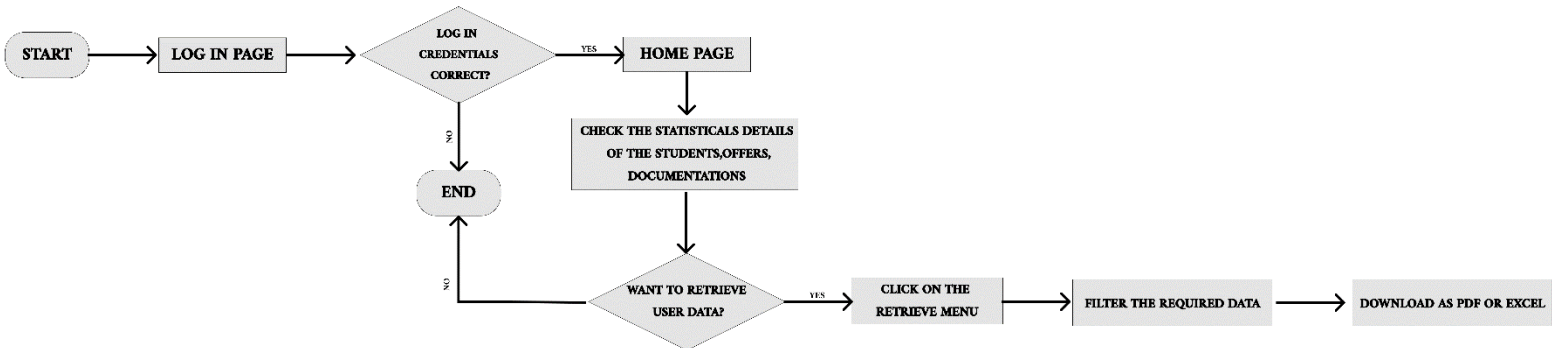 START
LOG IN PAGE
LOG IN
CREDENTIALS
CORRECT?
YES
HOME PAGE
NO
CHECK THE STATISTICALS DETAILS
OF THE STUDENTS,OFFERS,
DOCUMENTATIONS
END
WANT TO RETRIEVE
USER DATA?
NO
YES
CLICK ON THE
RETRIEVE MENU
FILTER THE REQUIRED DATA
DOWNLOAD AS PDF OR EXCEL